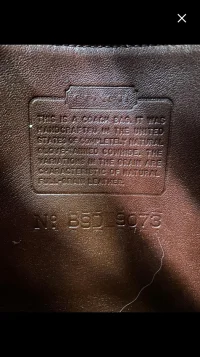 THIS IS A COACH BAG. IT WAS
HANDCRAFTED IN THE UNITED
STATES OF COMPLETELY NATURAL
GLOVE-TANNED COWHIDE. THE
VARIATIONS IN THE GRAIN ARE
CHARACTERISTIC OF NATURAL
FULL-GRAIN LEATHER.
Nº B9D 9073